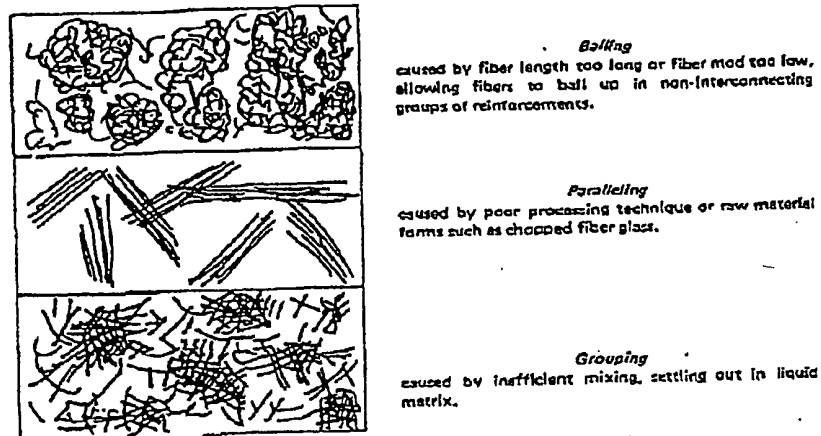 Balling
caused by fiber length too long or fiber mod too low,
allowing fibers to ball up in non-interconnecting
groups of reinforcements.
Paralleling
caused by poor processing technique or raw material
forms such as chopped fiber glass.
Grouping
caused by inefficient mixing, settling out in liquid
matrix.